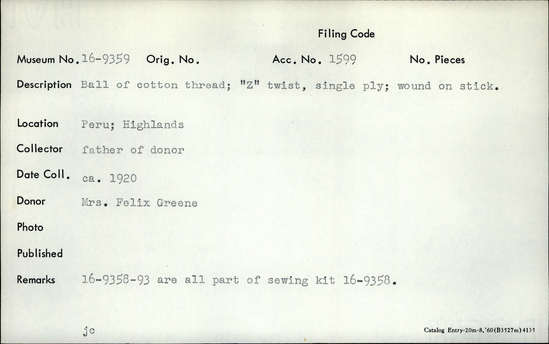 Filing Code
Museum No. 16-9359 Orig. No. Acc. No. 1599 No. Pieces
Description Ball of cotton thread; "Z" twist, single ply; wound on stick.
Location Peru; Highlands
Collector father of donor
Date Coll. ca. 1920
Donor Mrs. Felix Greene
Photo
Published
Remarks 16-9358-93 are all part of sewing kit 16-9358.
jc
Catalog Entry-20m-8,'60(B3527m)4131